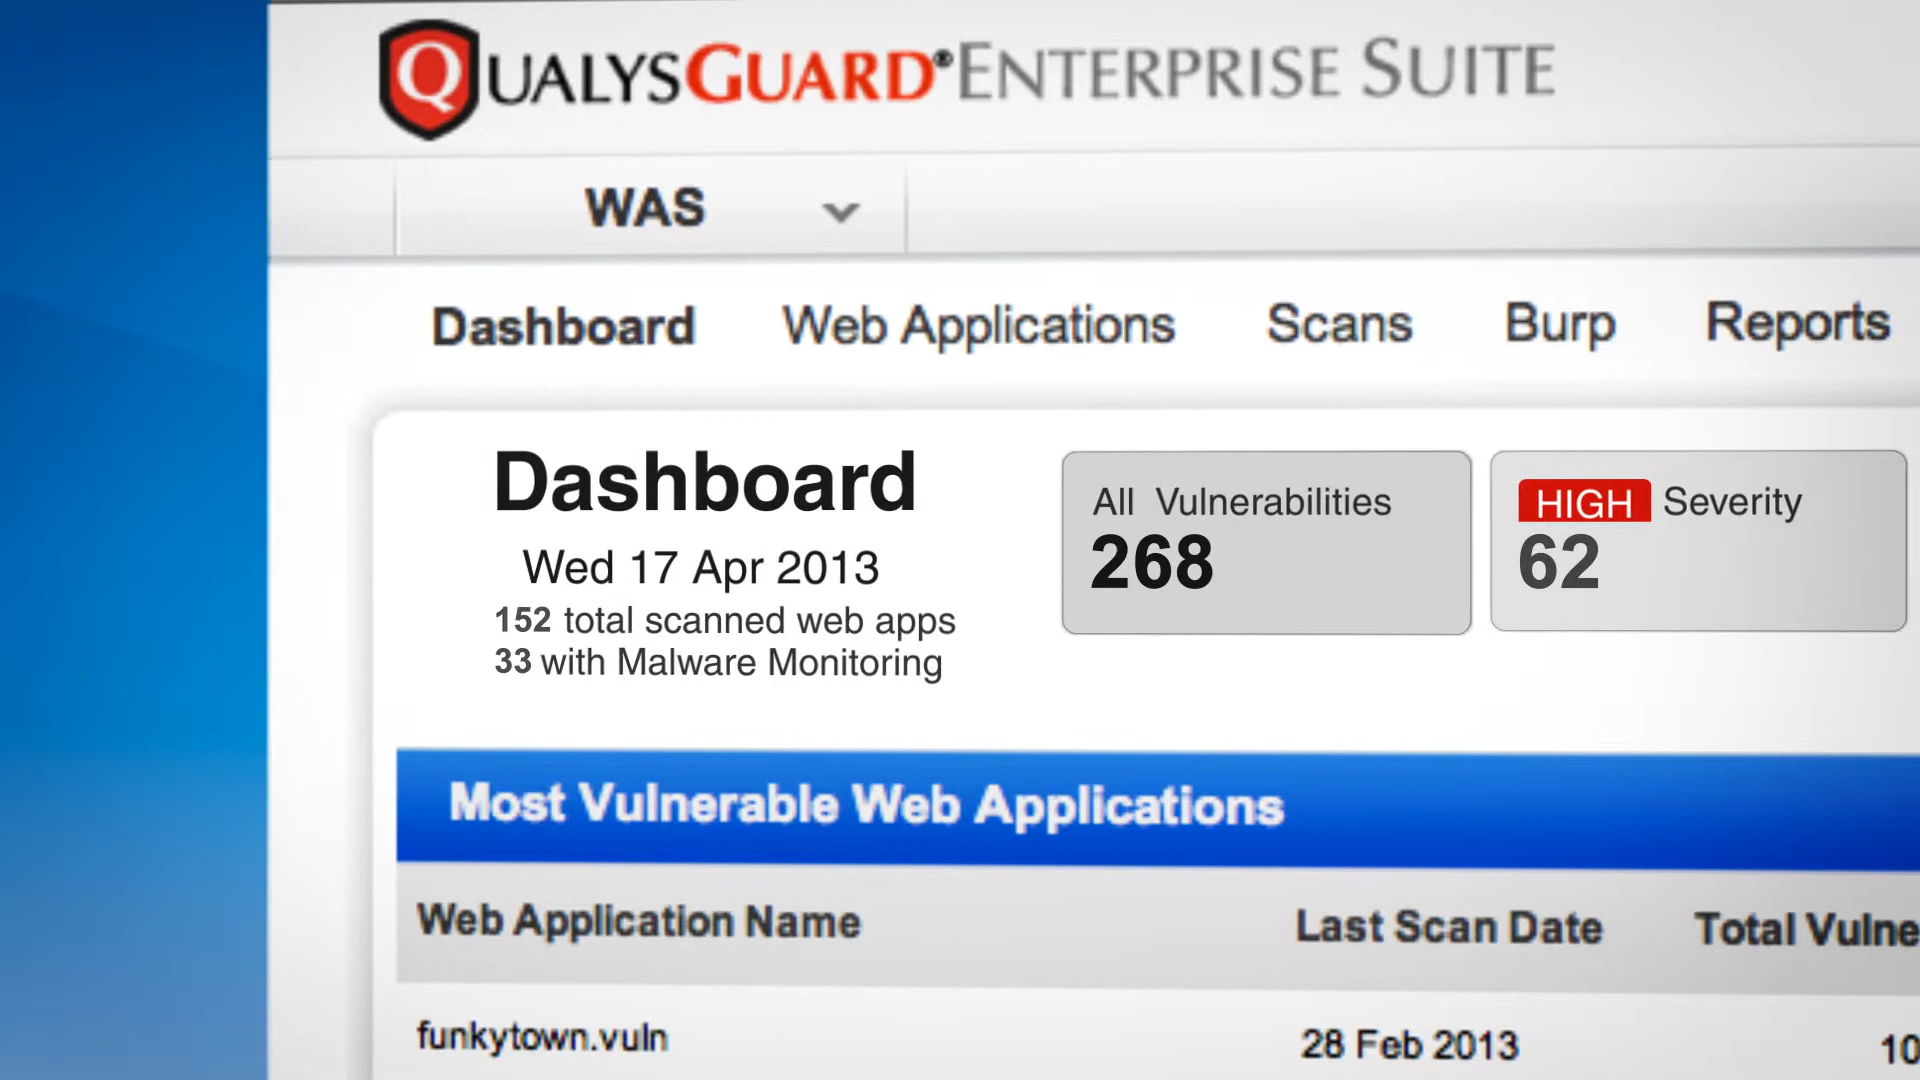 QUALYSGUARD® ENTERPRISE SUITE
WAS
Dashboard Web Applications Scans Burp Reports
Dashboard
Wed 17 Apr 2013
152 total scanned web apps
33 with Malware Monitoring
All Vulnerabilities
268
HIGH Severity
62
Most Vulnerable Web Applications
Web Application Name Last Scan Date Total Vulne
funkytown.vuln 28 Feb 2013 10